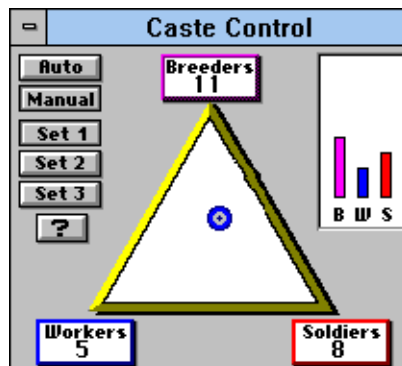 Caste Control
Auto
Manual
Set 1
Set 2
Set 3
?
Breeders
11
B W S
Workers
5
Soldiers
8